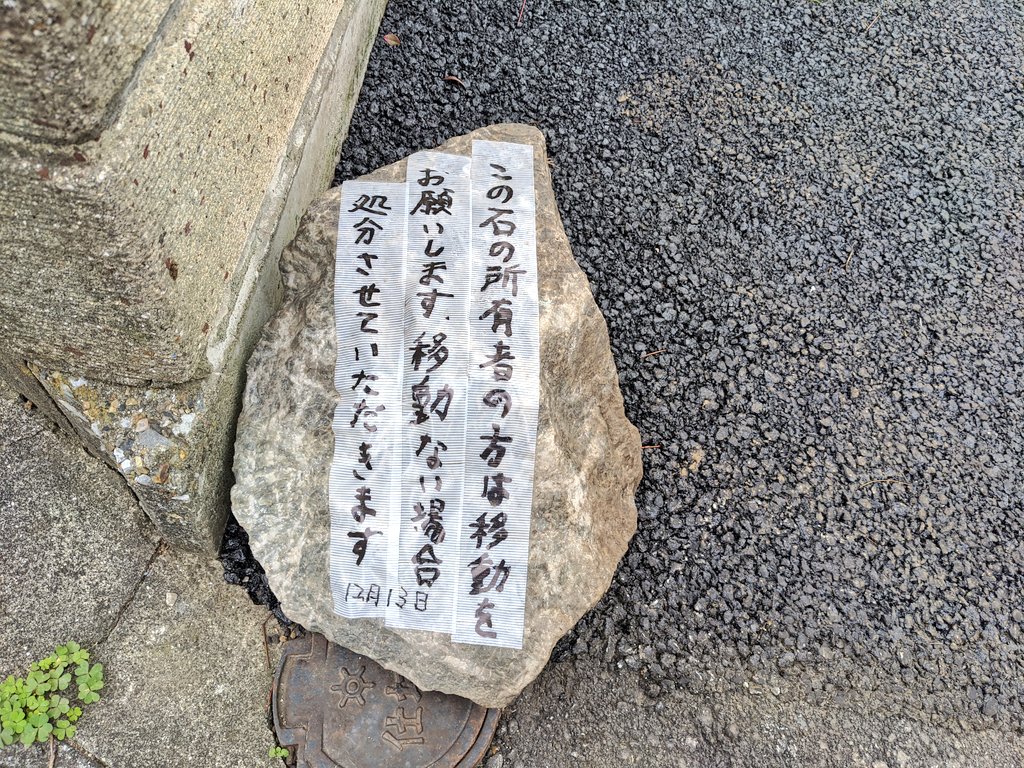 この石の所有者の方は移動を
お願いします.移動ない場合
処分させていただきます
12月13日
仕